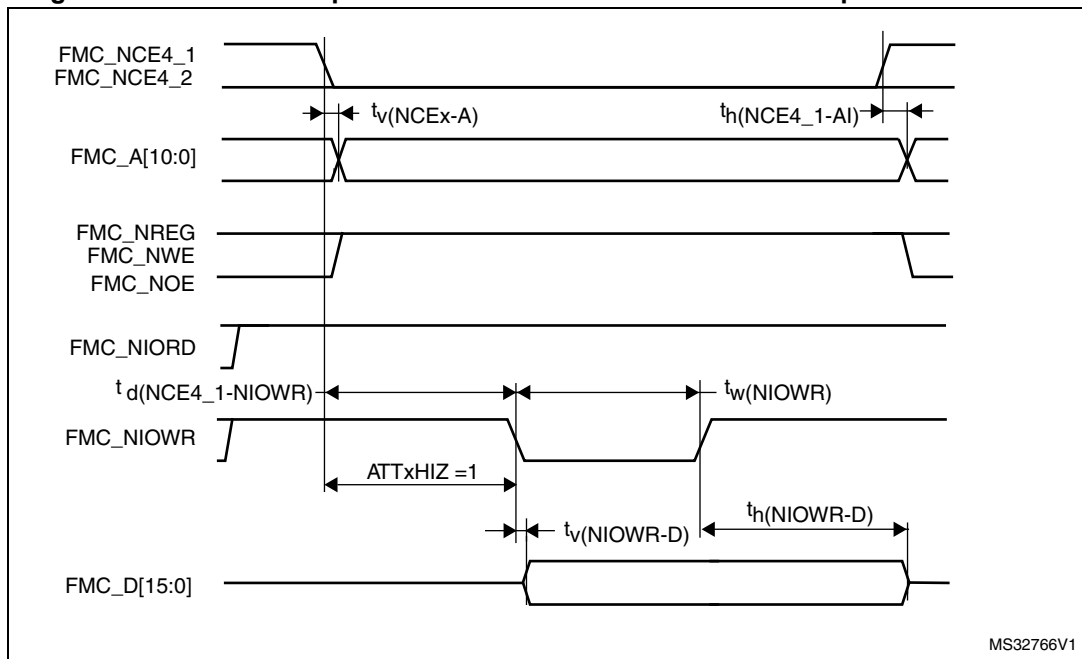 FMC_NCE4_1
FMC_NCE4_2
tv(NCEx-A)
th(NCE4_1-AI)
FMC_A[10:0]
FMC_NREG
FMC_NWE
FMC_NOE
FMC_NIORD
td(NCE4_1-NIOWR)
tw(NIOWR)
FMC_NIOWR
ATTxHIZ =1
th(NIOWR-D)
tv(NIOWR-D)
FMC_D[15:0]
MS32766V1